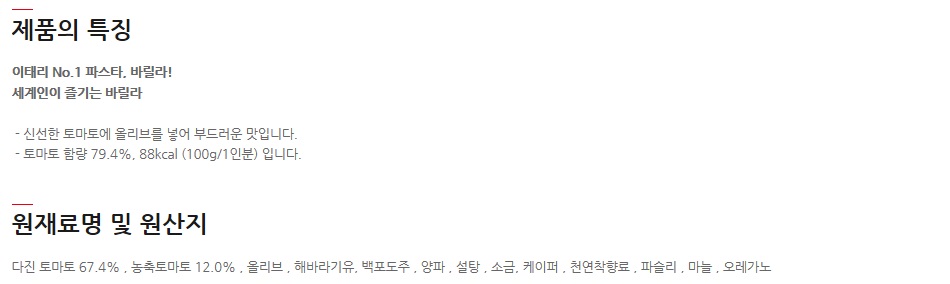 제품의 특징
이태리 No.1 파스타, 바릴라!
세계인이 즐기는 바릴라
- 신선한 토마토에 올리브를 넣어 부드러운 맛입니다.
- 토마토 함량 79.4%, 88kcal (100g/1인분) 입니다.
원재료명 및 원산지
다진 토마토 67.4% , 농축토마토 12.0% , 올리브 , 해바라기유, 백포도주 , 양파 , 설탕 , 소금, 케이퍼 , 천연착향료 , 파슬리 , 마늘 , 오레가노